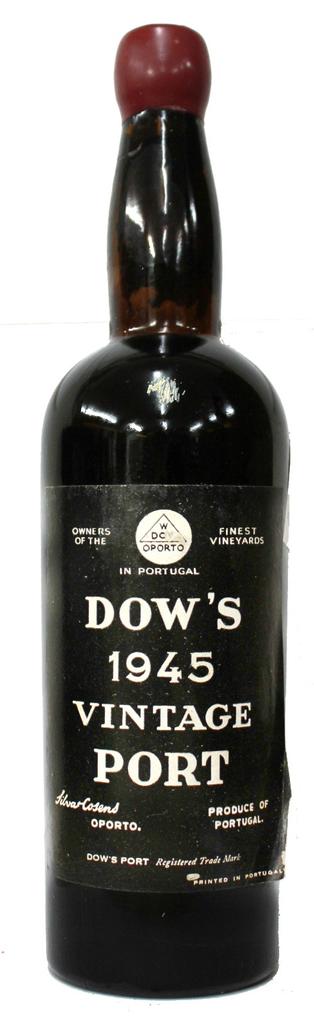 OWNERS
OF THE
W
DC
OPORTO
FINEST
VINEYARDS
IN PORTUGAL
DOW'S
1945
VINTAGE
PORT
Silva & Cosens
OPORTO.
PRODUCE OF
PORTUGAL.
DOW'S PORT Registered Trade Mark
PRINTED IN PORTUGAL